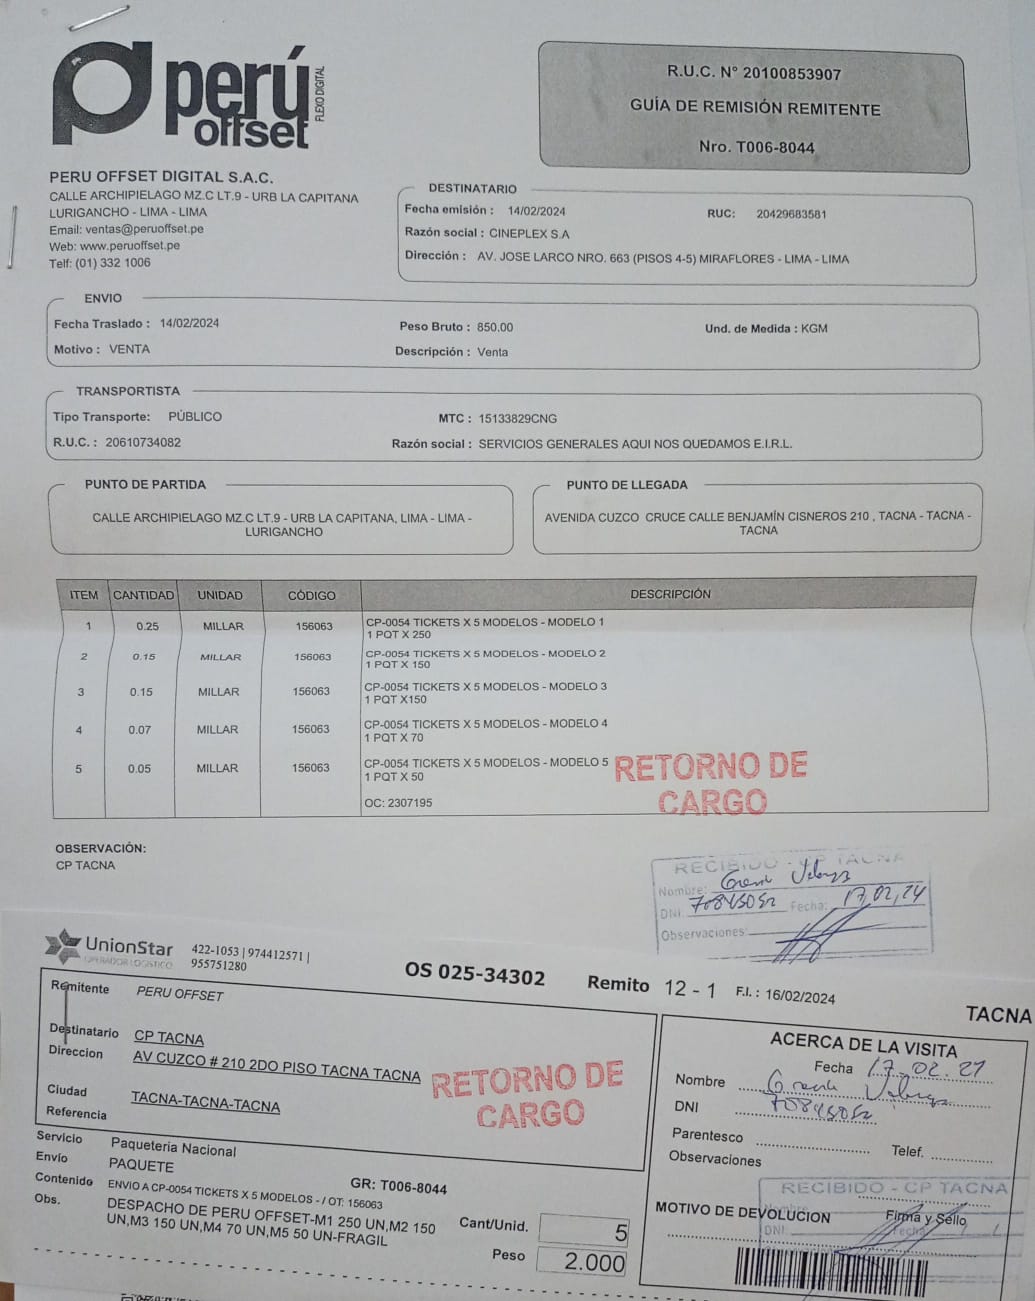 perú
offset
FLEXO DIGITAL
R.U.C. N° 20100853907
GUÍA DE REMISIÓN REMITENTE
Nro. T006-8044
PERU OFFSET DIGITAL S.A.C.
CALLE ARCHIPIELAGO MZ.C LT.9 - URB LA CAPITANA
LURIGANCHO - LIMA - LIMA
Email: ventas@peruoffset.pe
Web: www.peruoffset.pe
Telf: (01) 332 1006
DESTINATARIO
Fecha emisión : 14/02/2024 RUC: 20429683581
Razón social : CINEPLEX S.A
Dirección : AV. JOSE LARCO NRO. 663 (PISOS 4-5) MIRAFLORES - LIMA - LIMA
ENVIO
Fecha Traslado : 14/02/2024 Peso Bruto : 850.00 Und. de Medida : KGM
Motivo : VENTA Descripción : Venta
TRANSPORTISTA
Tipo Transporte: PÚBLICO MTC : 15133829CNG
R.U.C. : 20610734082 Razón social : SERVICIOS GENERALES AQUI NOS QUEDAMOS E.I.R.L.
PUNTO DE PARTIDA
CALLE ARCHIPIELAGO MZ.C LT.9 - URB LA CAPITANA, LIMA - LIMA -
LURIGANCHO
PUNTO DE LLEGADA
AVENIDA CUZCO CRUCE CALLE BENJAMÍN CISNEROS 210 , TACNA - TACNA -
TACNA
ITEM CANTIDAD UNIDAD CÓDIGO DESCRIPCIÓN
1 0.25 MILLAR 156063 CP-0054 TICKETS X 5 MODELOS - MODELO 1
1 PQT X 250
2 0.15 MILLAR 156063 CP-0054 TICKETS X 5 MODELOS - MODELO 2
1 PQT X 150
3 0.15 MILLAR 156063 CP-0054 TICKETS X 5 MODELOS - MODELO 3
1 PQT X150
4 0.07 MILLAR 156063 CP-0054 TICKETS X 5 MODELOS - MODELO 4
1 PQT X 70
5 0.05 MILLAR 156063 CP-0054 TICKETS X 5 MODELOS - MODELO 5
1 PQT X 50
OC: 2307195
RETORNO DE
CARGO
OBSERVACIÓN:
CP TACNA
RECIBIDO - CP TACNA
Nombre:
DNI: 70845052 Fecha: 17,02,24
Observaciones:
UnionStar
OPERADOR LOGISTICO
422-1053 | 974412571 |
955751280
OS 025-34302 Remito 12 - 1 F.I. : 16/02/2024
TACNA
Remitente PERU OFFSET
Destinatario CP TACNA
Direccion AV CUZCO # 210 2DO PISO TACNA TACNA
Ciudad TACNA-TACNA-TACNA
Referencia
RETORNO DE
CARGO
Servicio Paqueteria Nacional
Envío PAQUETE
GR: T006-8044
Contenido ENVIO A CP-0054 TICKETS X 5 MODELOS - / OT: 156063
Obs. DESPACHO DE PERU OFFSET-M1 250 UN,M2 150
UN,M3 150 UN,M4 70 UN,M5 50 UN-FRAGIL
Cant/Unid. 5
Peso 2.000
ACERCA DE LA VISITA
Fecha 17.02.21
Nombre
DNI 70845052
Parentesco Telef.
Observaciones
RECIBIDO - CP TACNA
MOTIVO DE DEVOLUCION
Firma y Sello
DNI: Fecha